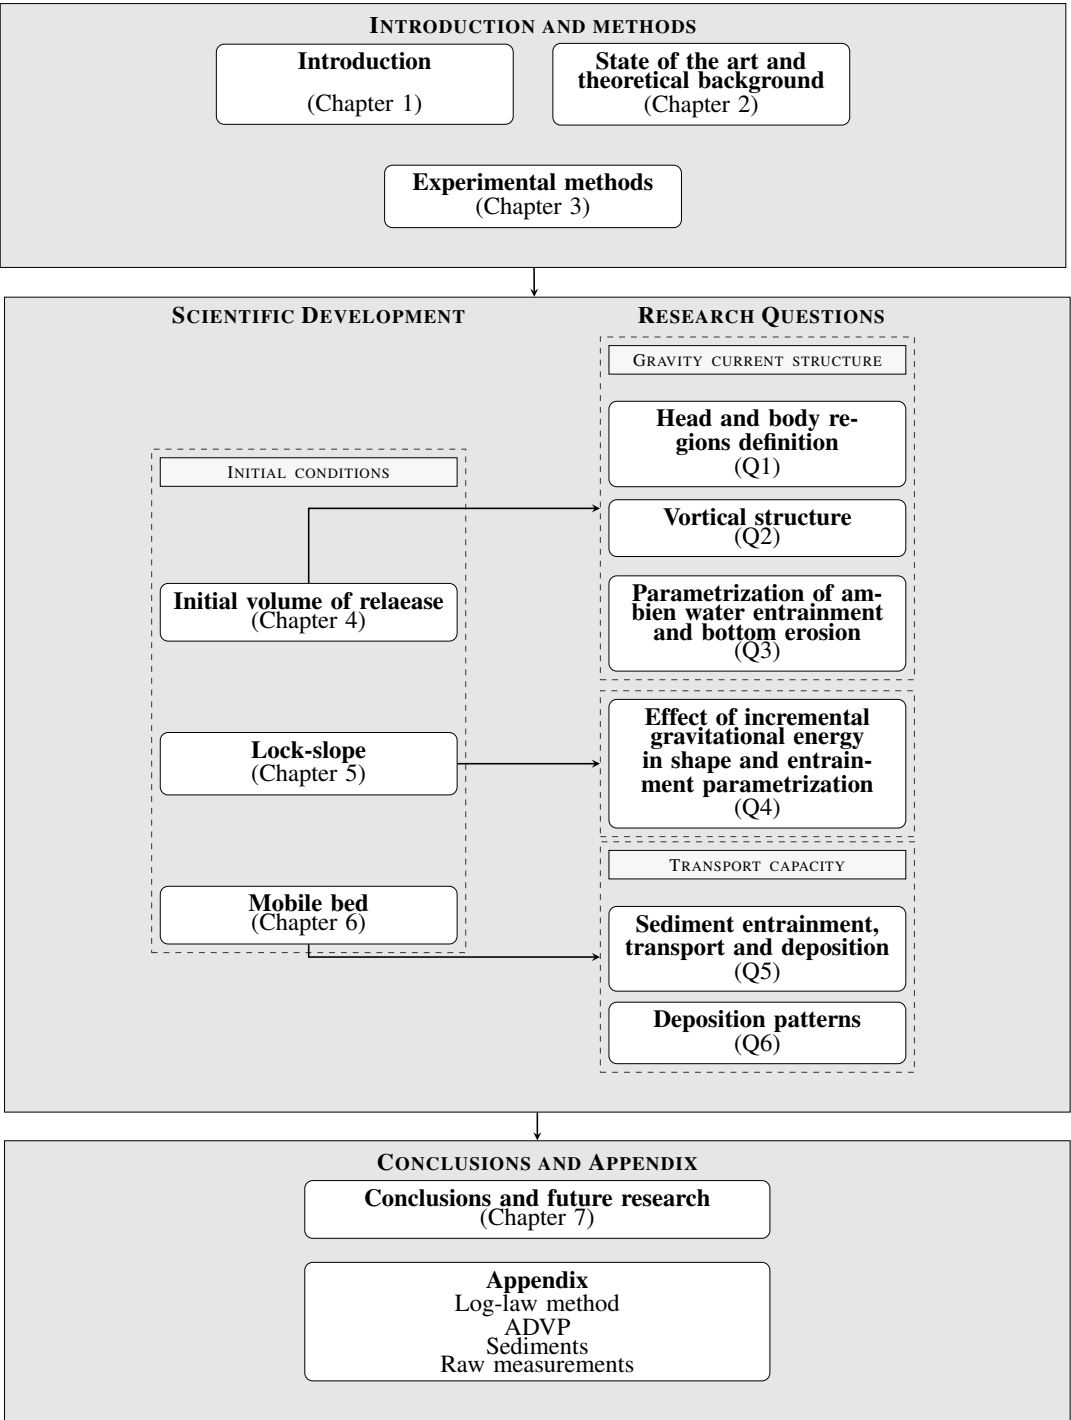 INTRODUCTION AND METHODS
Introduction
(Chapter 1)
State of the art and
theoretical background
(Chapter 2)
Experimental methods
(Chapter 3)
SCIENTIFIC DEVELOPMENT
INITIAL CONDITIONS
Initial volume of relaease
(Chapter 4)
Lock-slope
(Chapter 5)
Mobile bed
(Chapter 6)
RESEARCH QUESTIONS
GRAVITY CURRENT STRUCTURE
Head and body re-
gions definition
(Q1)
Vortical structure
(Q2)
Parametrization of am-
bien water entrainment
and bottom erosion
(Q3)
Effect of incremental
gravitational energy
in shape and entrain-
ment parametrization
(Q4)
TRANSPORT CAPACITY
Sediment entrainment,
transport and deposition
(Q5)
Deposition patterns
(Q6)
CONCLUSIONS AND APPENDIX
Conclusions and future research
(Chapter 7)
Appendix
Log-law method
ADVP
Sediments
Raw measurements